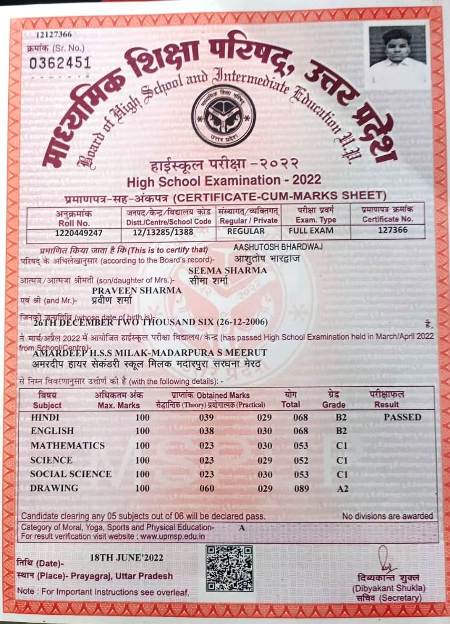 12127366
क्रमांक (Sr. No.)
0362451
माध्यमिक शिक्षा परिषद, उत्तर प्रदेश
Board of High School and Intermediate Education U.P.
हाईस्कूल परीक्षा -२०२२
High School Examination - 2022
प्रमाणपत्र-सह-अंकपत्र (CERTIFICATE-CUM-MARKS SHEET)
अनुक्रमांक जनपद/केन्द्र/विद्यालय कोड संस्थागत/व्यक्तिगत परीक्षा प्रवर्ग प्रमाणपत्र क्रमांक
Roll No. Distt./Centre/School Code Regular / Private Exam. Type Certificate No.
1220449247 12/13285/1388 REGULAR FULL EXAM 127366
प्रमाणित किया जाता है कि (This is to certify that) AASHUTOSH BHARDWAJ
परिषद के अभिलेखानुसार (according to the Board's record)- आशुतोष भारद्वाज
SEEMA SHARMA
आत्मज/ आत्मजा श्रीमती (son/daughter of Mrs.)- सीमा शर्मा
PRAVEEN SHARMA
एवं श्री (and Mr.)- प्रवीण शर्मा
जिनकी जन्मतिथि (whose date of birth is)-
26TH DECEMBER TWO THOUSAND SIX (26-12-2006) है,
ने मार्च/अप्रैल 2022 में आयोजित हाईस्कूल परीक्षा विद्यालय/ केन्द्र (has passed High School Examination held in March/April 2022
from School/Centre)
AMARDEEP H.S.S MILAK-MADARPURA S MEERUT
अमरदीप हायर सेकंडरी स्कूल मिलक मदारपुरा सरधना मेरठ
से निम्न विवरणानुसार उत्तीर्ण की है (with the following details):-
विषय अधिकतम अंक प्राप्तांक Obtained Marks योग ग्रेड परीक्षाफल
Subject Max. Marks सैद्धान्तिक (Theory) प्रयोगात्मक (Practical) Total Grade Result
HINDI 100 039 029 068 B2 PASSED
ENGLISH 100 038 030 068 B2
MATHEMATICS 100 023 030 053 C1
SCIENCE 100 023 029 052 C1
SOCIAL SCIENCE 100 023 030 053 C1
DRAWING 100 060 029 089 A2
Candidate clearing any 05 subjects out of 06 will be declared pass. No divisions are awarded
Category of Moral, Yoga, Sports and Physical Education- A
For result verification visit website : www.upmsp.edu.in
तिथि (Date)- 18TH JUNE'2022
स्थान (Place)- Prayagraj, Uttar Pradesh
Note : For Important Instructions see overleaf.
दिव्यकान्त शुक्ल
(Dibyakant Shukla)
सचिव (Secretary)